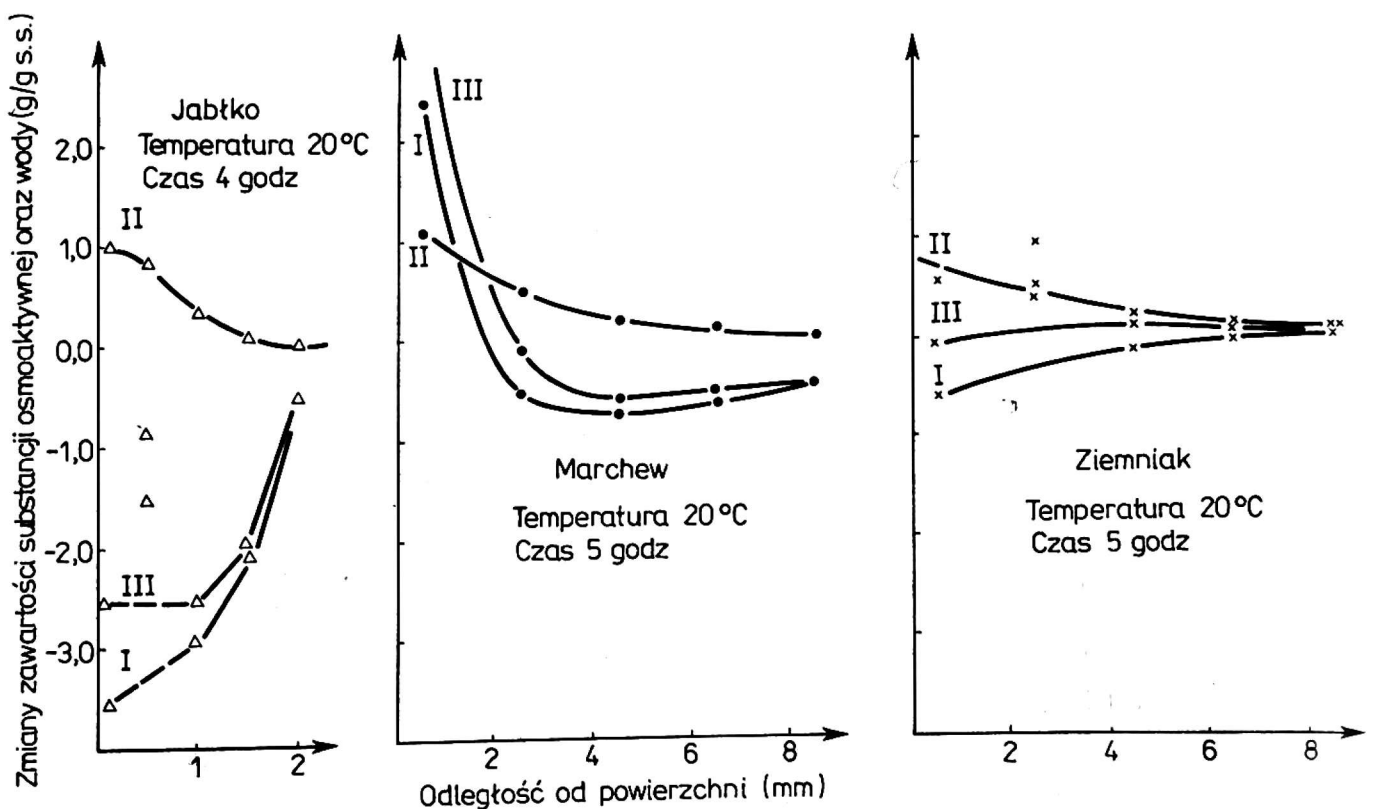 Zmiany zawartości substancji osmoaktywnej oraz wody (g/g s.s.)
Jabłko
Temperatura 20°C
Czas 4 godz
2,0
1,0
0,0
-1,0
-2,0
-3,0
II
III
I
1
2
III
I
II
Marchew
Temperatura 20°C
Czas 5 godz
2
4
6
8
II
III
I
Ziemniak
Temperatura 20°C
Czas 5 godz
2
4
6
8
Odległość od powierzchni (mm)